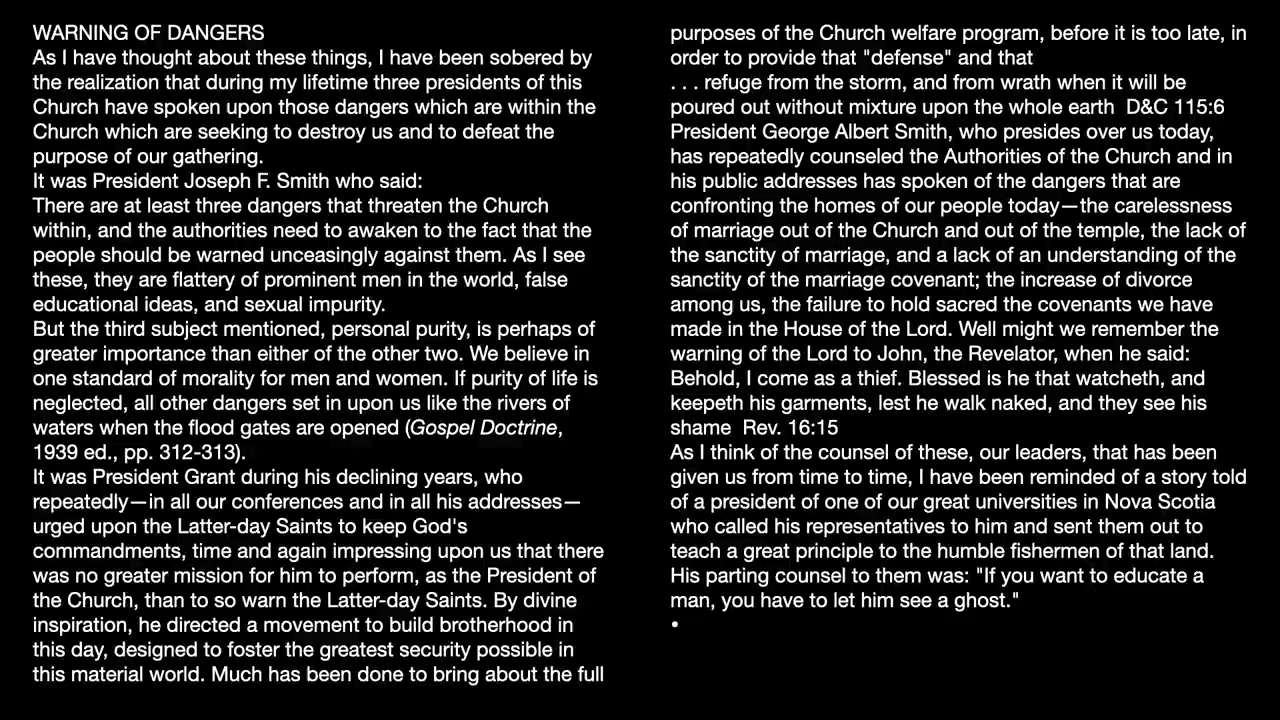 WARNING OF DANGERS
As I have thought about these things, I have been sobered by
the realization that during my lifetime three presidents of this
Church have spoken upon those dangers which are within the
Church which are seeking to destroy us and to defeat the
purpose of our gathering.
It was President Joseph F. Smith who said:
There are at least three dangers that threaten the Church
within, and the authorities need to awaken to the fact that the
people should be warned unceasingly against them. As I see
these, they are flattery of prominent men in the world, false
educational ideas, and sexual impurity.
But the third subject mentioned, personal purity, is perhaps of
greater importance than either of the other two. We believe in
one standard of morality for men and women. If purity of life is
neglected, all other dangers set in upon us like the rivers of
waters when the flood gates are opened (Gospel Doctrine,
1939 ed., pp. 312-313).
It was President Grant during his declining years, who
repeatedly—in all our conferences and in all his addresses—
urged upon the Latter-day Saints to keep God's
commandments, time and again impressing upon us that there
was no greater mission for him to perform, as the President of
the Church, than to so warn the Latter-day Saints. By divine
inspiration, he directed a movement to build brotherhood in
this day, designed to foster the greatest security possible in
this material world. Much has been done to bring about the full
purposes of the Church welfare program, before it is too late, in
order to provide that "defense" and that
. . . refuge from the storm, and from wrath when it will be
poured out without mixture upon the whole earth  D&C 115:6
President George Albert Smith, who presides over us today,
has repeatedly counseled the Authorities of the Church and in
his public addresses has spoken of the dangers that are
confronting the homes of our people today—the carelessness
of marriage out of the Church and out of the temple, the lack of
the sanctity of marriage, and a lack of an understanding of the
sanctity of the marriage covenant; the increase of divorce
among us, the failure to hold sacred the covenants we have
made in the House of the Lord. Well might we remember the
warning of the Lord to John, the Revelator, when he said:
Behold, I come as a thief. Blessed is he that watcheth, and
keepeth his garments, lest he walk naked, and they see his
shame  Rev. 16:15
As I think of the counsel of these, our leaders, that has been
given us from time to time, I have been reminded of a story told
of a president of one of our great universities in Nova Scotia
who called his representatives to him and sent them out to
teach a great principle to the humble fishermen of that land.
His parting counsel to them was: "If you want to educate a
man, you have to let him see a ghost."
•